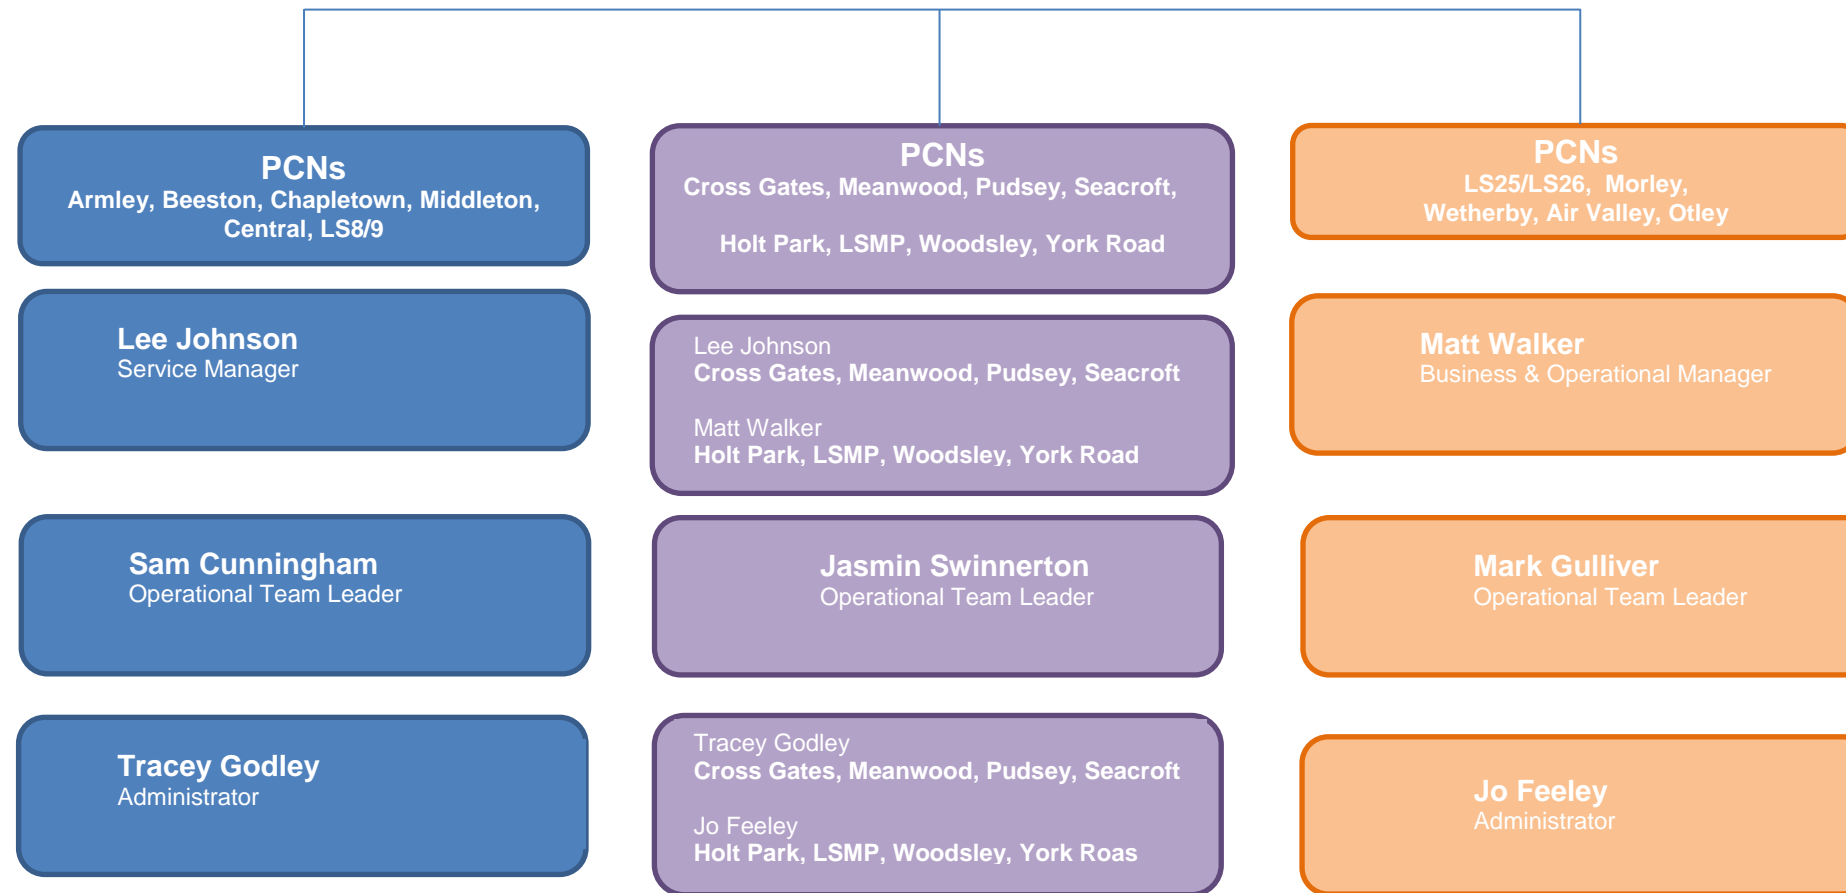 PCNs
Armley, Beeston, Chapletown, Middleton,
Central, LS8/9
Lee Johnson
Service Manager
Sam Cunningham
Operational Team Leader
Tracey Godley
Administrator
PCNs
Cross Gates, Meanwood, Pudsey, Seacroft,
Holt Park, LSMP, Woodsley, York Road
Lee Johnson
Cross Gates, Meanwood, Pudsey, Seacroft
Matt Walker
Holt Park, LSMP, Woodsley, York Road
Jasmin Swinnerton
Operational Team Leader
Tracey Godley
Cross Gates, Meanwood, Pudsey, Seacroft
Jo Feeley
Holt Park, LSMP, Woodsley, York Roas
PCNs
LS25/LS26, Morley,
Wetherby, Air Valley, Otley
Matt Walker
Business & Operational Manager
Mark Gulliver
Operational Team Leader
Jo Feeley
Administrator